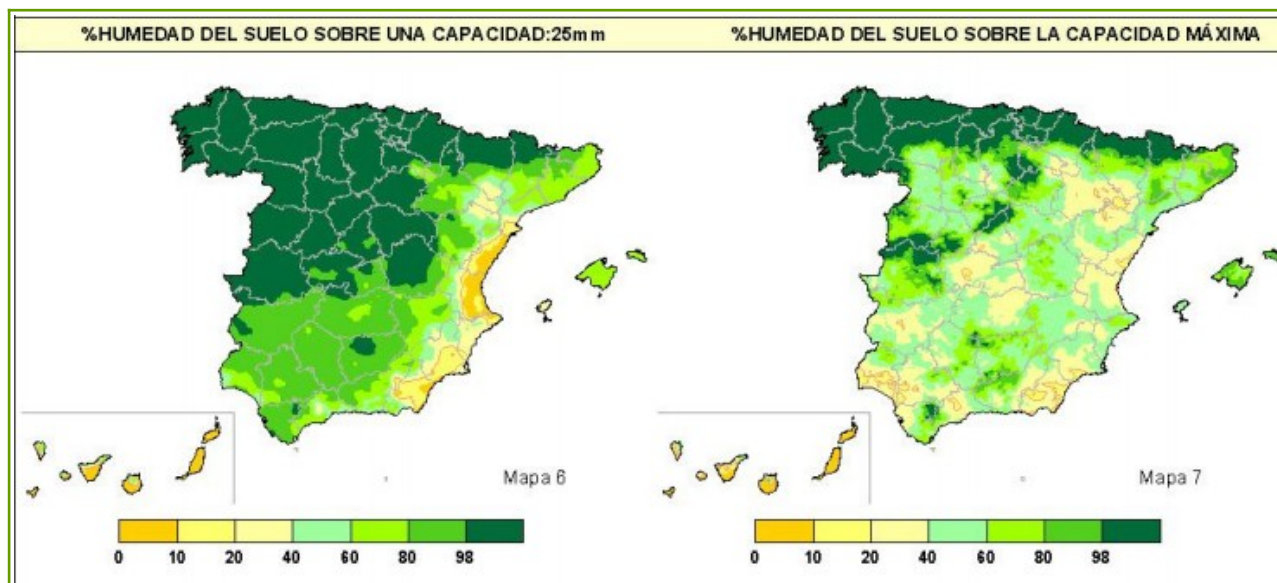 %HUMEDAD DEL SUELO SOBRE UNA CAPACIDAD:25mm
%HUMEDAD DEL SUELO SOBRE LA CAPACIDAD MÁXIMA
Mapa 6
Mapa 7
0 10 20 40 60 80 98
0 10 20 40 60 80 98